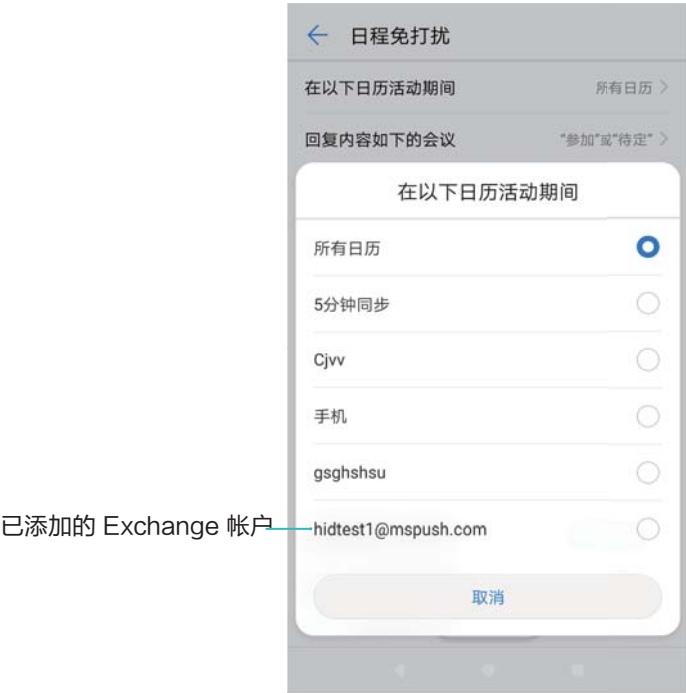 日程免打扰
在以下日历活动期间 所有日历
回复内容如下的会议 “参加”或“待定”
在以下日历活动期间
所有日历
5分钟同步
Cjvv
手机
gsghshsu
已添加的 Exchange 帐户 hidtest1@mspush.com
取消